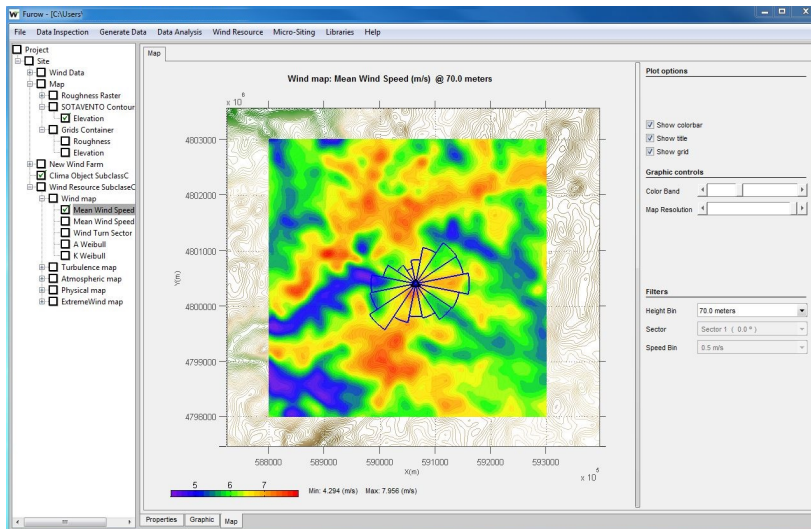 Furow - [C:\Users'
File Data Inspection Generate Data Data Analysis Wind Resource Micro-Siting Libraries Help
Project
Site
Wind Data
Map
Roughness Raster
SOTAVENTO Contour
Elevation
Grids Container
Roughness
Elevation
New Wind Farm
Clima Object SubclassC
Wind Resource SubclaseC
Wind map
Mean Wind Speed
Mean Wind Speed
Wind Turn Sector
A Weibull
K Weibull
Turbulence map
Atmospheric map
Physical map
ExtremeWind map
Map
Wind map: Mean Wind Speed (m/s) @ 70.0 meters
x 10 6
4803000
4802000
4801000
4800000
4799000
4798000
Y(m)
588000 589000 590000 591000 592000 593000
X(m)
x 10 5
5 6 7
Min: 4.294 (m/s) Max: 7.956 (m/s)
Properties Graphic Map
Plot options
Show colorbar
Show title
Show grid
Graphic controls
Color Band
Map Resolution
Filters
Height Bin 70.0 meters
Sector Sector 1 ( 0.0 º )
Speed Bin 0.5 m/s